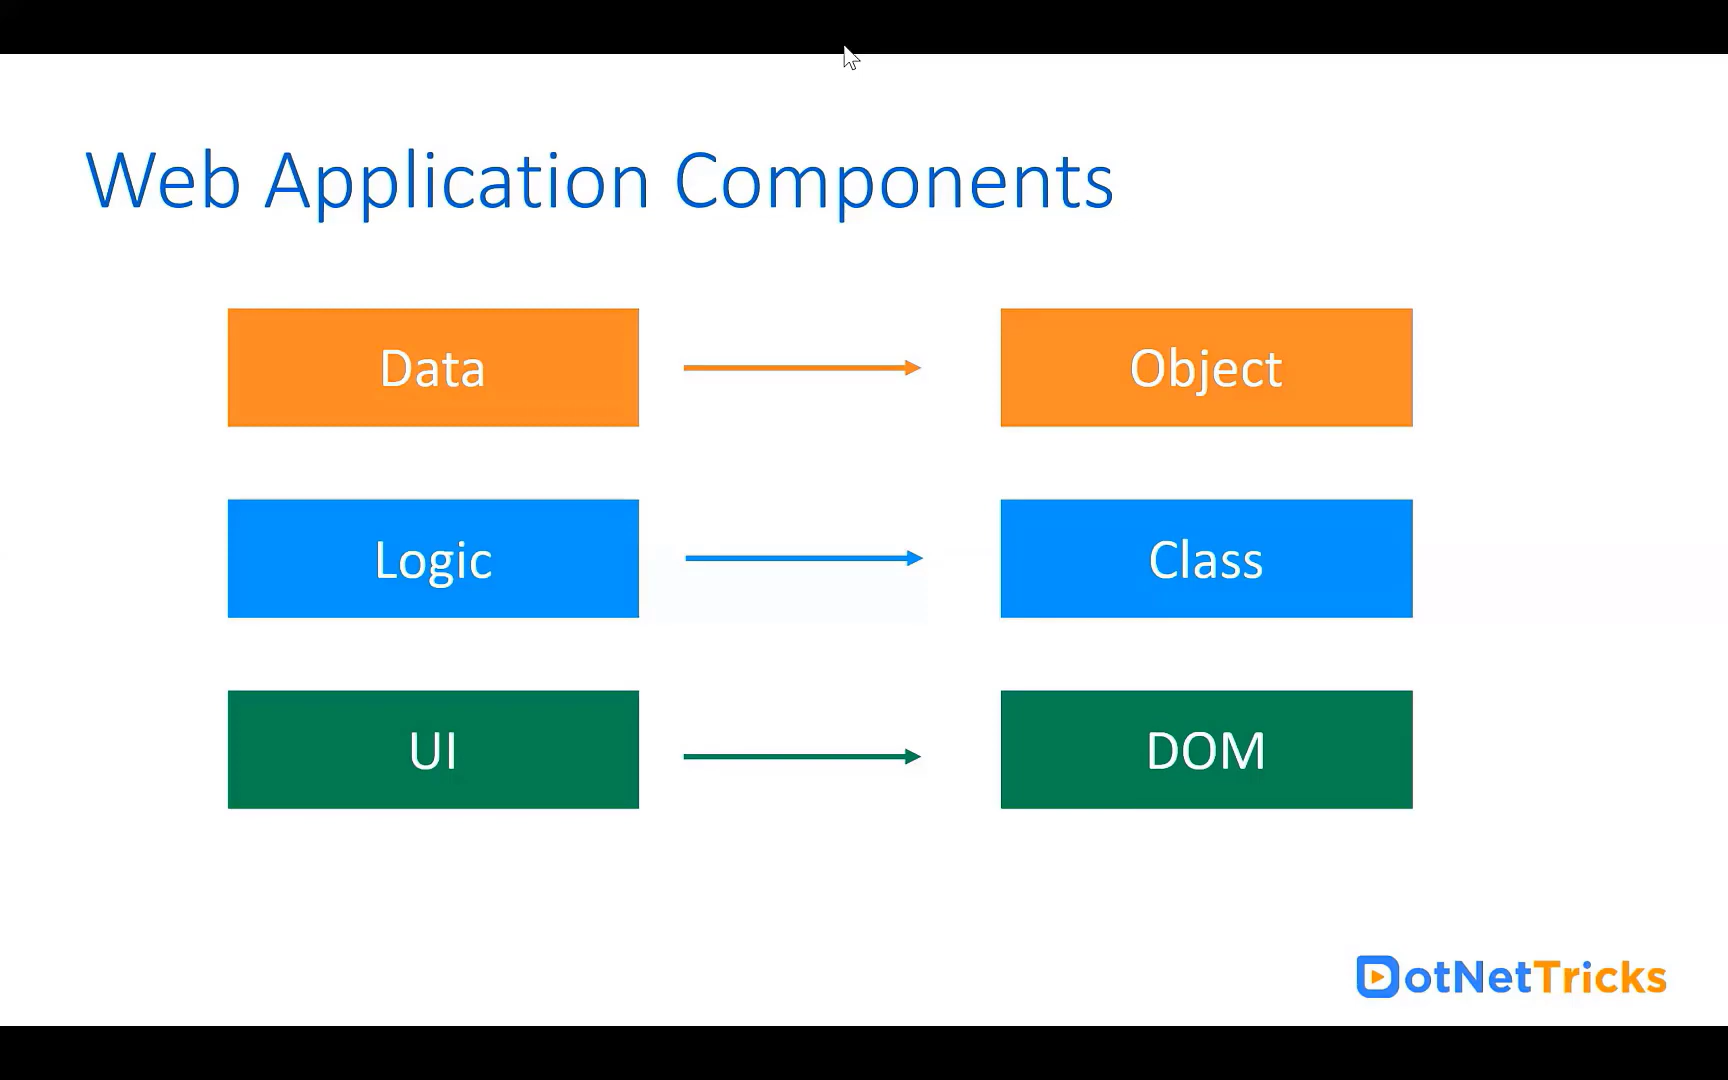 Web Application Components
Data
Object
Logic
Class
UI
DOM
DotNetTricks